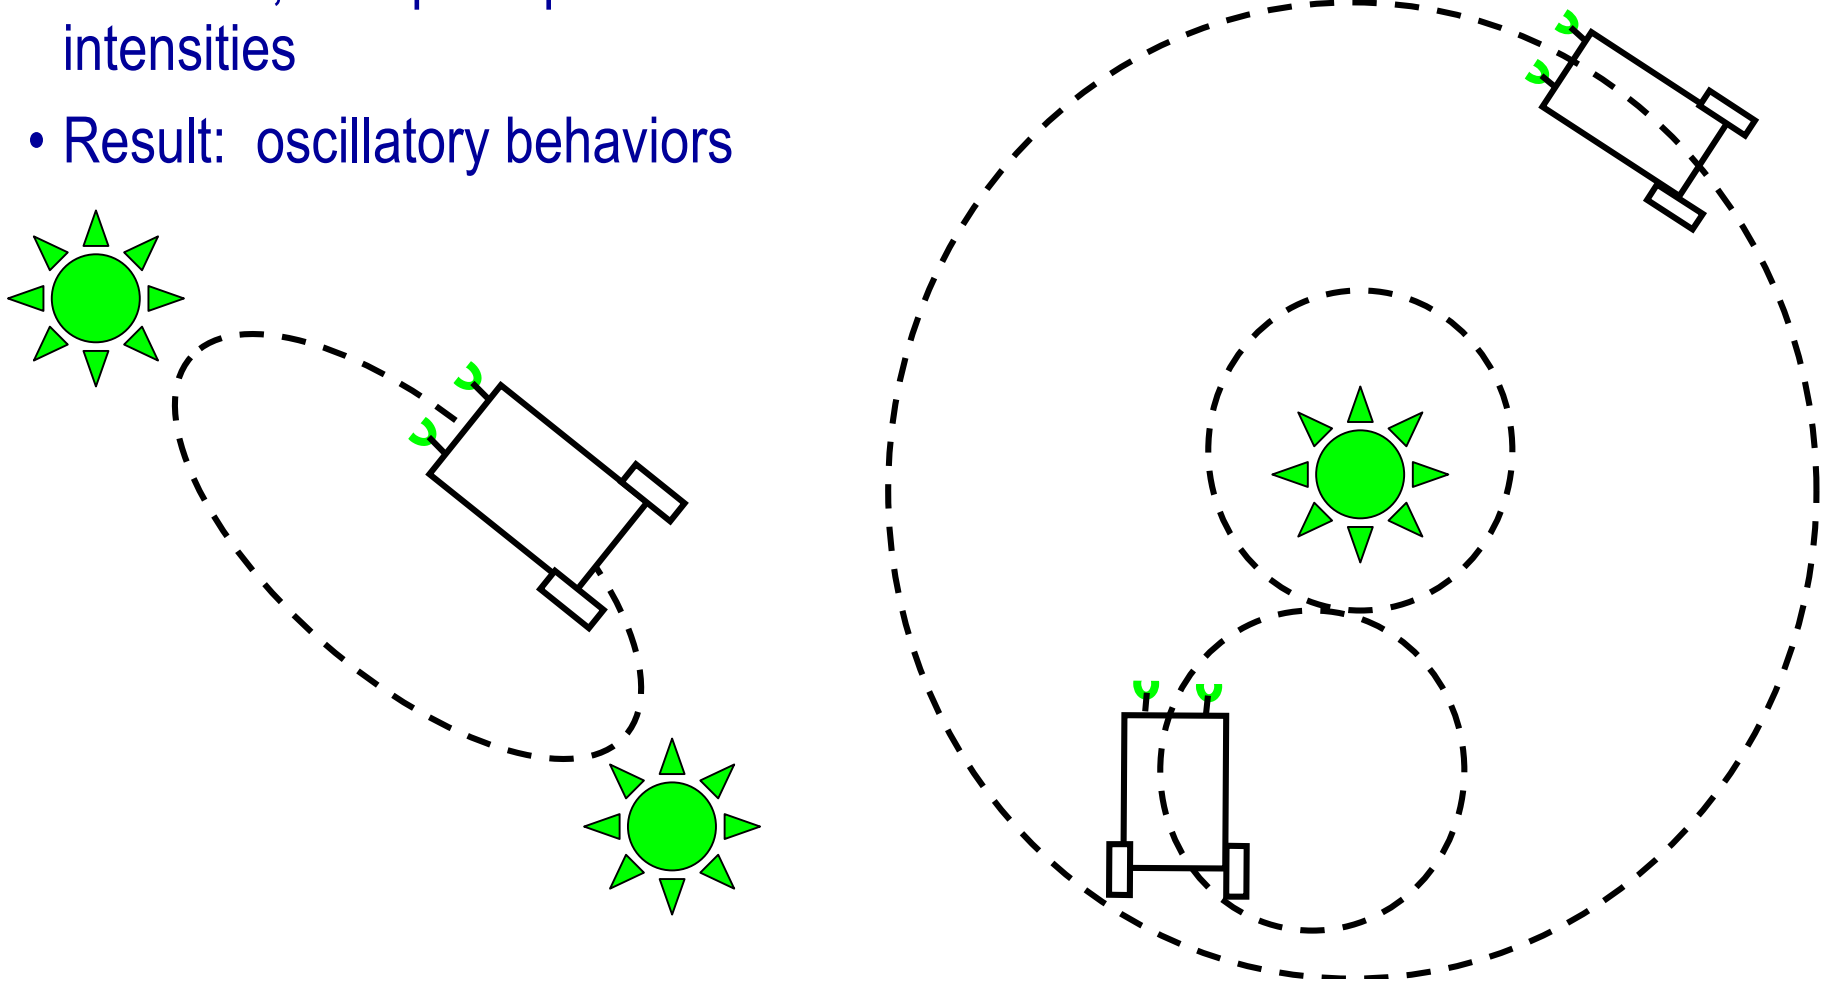 intensities
• Result: oscillatory behaviors